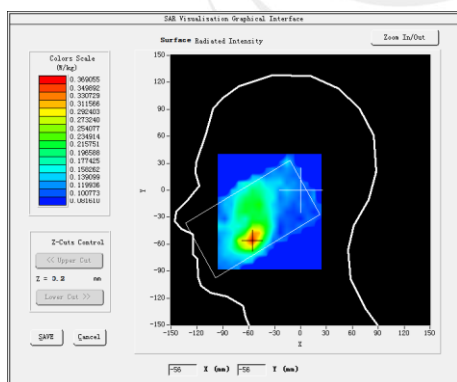 SAR Visualisation Graphical Interface
Surface Radiated Intensity
Zoom In/Out
Colors Scale
(W/kg)
0.369055
0.349892
0.330729
0.311566
0.292403
0.273240
0.254077
0.234914
0.215751
0.196588
0.177425
0.158262
0.139099
0.119936
0.100773
0.081610
Z-Cuts Control
<< Upper Cut
Z = 3.2 mm
Lower Cut >>
SAVE Cancel
Y
150
120
90
60
30
0
-30
-60
-90
-120
-150
-150 -120 -90 -60 -30 0 30 60 90 120 150
X
-56 X (mm) -56 Y (mm)